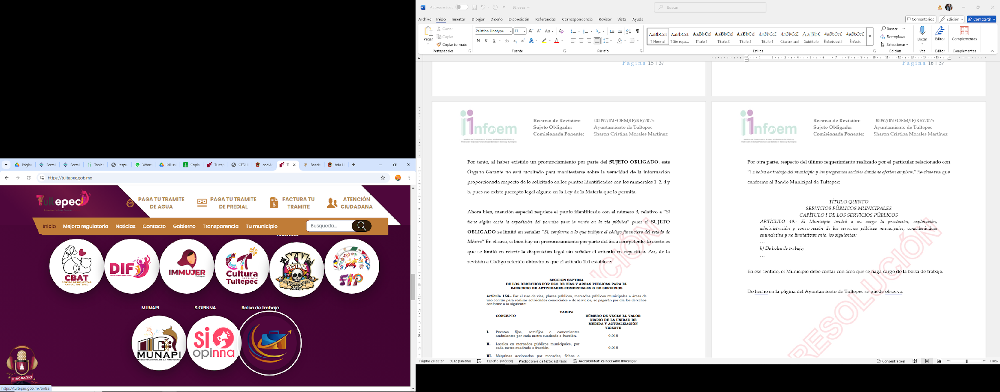 Págin
Portal
Portal
Tabler
respu
Whats
Mi un
Copia
Tu tep
CEDU
codvig
T
Bando
bdo11
https://tultepec.gob.mx
Tultepec
PAGA TU TRAMITE
DE AGUA
PAGA TU TRAMITE
DE PREDIAL
FACTURA TU
TRAMITE
ATENCIÓN
CIUDADANA
Inicio Mejora regulatoria Noticias Contacto Gobierno Transparencia Tu municipio
Busqueda...
CBAT
CENTRO DE BIENESTAR
ANIMAL TULTEPEC
DIF
IMMUJER
Tultepec
CT
Cultura
2022-2024
Tultepec
XV
FESTIVAL
2024
FIP
MUNAPI SIOPINNA Bolsa de trabajo
MUNAPI
MUSEO NACIONAL DE LA PIROTECNIA
SI
opinna
PIRORADIO
https://tultepec.gob.mx/bolsa
Autoguardado
92.docx
Buscar
Archivo Inicio Insertar Dibujar Diseño Disposición Referencias Correspondencia Revisar Vista Ayuda
Comentarios
Edición
Compartir
Pegar
Cortar
Copiar
Copiar formato
Portapapeles
Palatino Linotype
11
N K S ab
Fuente
Párrafo
AaBbCcI AaBbCcI AaBbCc AaBbCc AaBbCc AaBbCcD AaBbCcD AaBbC AaBbCcD AaBbCcD
¶ Normal ¶ Sin espa... Título 1 Título 2 Título 3 Título 4 Cita textual Subtítulo Énfasis sutil Énfasis
Estilos
Buscar
Reemplazar
Seleccionar
Edición
Dictar
Voz
Editor
Editor
Complementos
Complementos
Página 15 | 37
Página 16 | 37
infoem
Instituto de Transparencia, Acceso a la Información Pública y
Protección de Datos Personales del Estado de México y Municipios
Recurso de Revisión: 00092/INFOEM/IP/RR/2025
Sujeto Obligado: Ayuntamiento de Tultepec
Comisionada Ponente: Sharon Cristina Morales Martínez
Por tanto, al haber existido un pronunciamiento por parte del SUJETO OBLIGADO, este
Órgano Garante no está facultado para manifestarse sobre la veracidad de la información
proporcionada respecto de lo solicitado en los puntos identificados con los numerales 1, 2, 4 y
5, pues no existe precepto legal alguno en la Ley de la Materia que lo permita.
Ahora bien, mención especial requiere el punto identificado con el número 3, relativo a “Si
tiene algún costo la expedición del permiso para la venta en la vía pública” pues el SUJETO
OBLIGADO se limitó en señalar “Si, conforme a lo que indique el código financiero del estado de
México” En el caso, si bien hay un pronunciamiento por parte del área competente lo cierto es
que se limitó en referir la disposición legal sin señalar el artículo en específico. Así, de la
revisión a Código referido obtuvimos que el artículo 154 establece:
SECCION SEPTIMA
DE LOS DERECHOS POR USO DE VIAS Y AREAS PUBLICAS PARA EL
EJERCICIO DE ACTIVIDADES COMERCIALES O DE SERVICIOS
Artículo 154.- Por el uso de vías, plazas públicas, mercados públicos municipales o áreas de
uso común para realizar actividades comerciales o de servicios, se pagarán por día los derechos
conforme a la siguiente:
TARIFA
CONCEPTO
NÚMERO DE VECES EL VALOR
DIARIO DE LA UNIDAD DE
MEDIDA Y ACTUALIZACIÓN
VIGENTE
I. Puestos fijos, semifijos o comerciantes
ambulantes por cada metro cuadrado o fracción. 0.018
II. Locales en mercados públicos municipales, por
cada metro cuadrado o fracción. 0.018
III. Máquinas accionadas por monedas, fichas o
infoem
Instituto de Transparencia, Acceso a la Información Pública y
Protección de Datos Personales del Estado de México y Municipios
Recurso de Revisión: 00092/INFOEM/IP/RR/2025
Sujeto Obligado: Ayuntamiento de Tultepec
Comisionada Ponente: Sharon Cristina Morales Martínez
Por otra parte, respecto del último requerimiento realizado por el particular relacionado con
“La bolsa de trabajo del municipio y los programas sociales donde se oferten empleos.” Se observa que
conforme al Bando Municipal de Tultepec:
TÍTULO QUINTO
SERVICIOS PÚBLICOS MUNICIPALES
CAPÍTULO I DE LOS SERVICIOS PÚBLICOS
ARTÍCULO 49.- El Municipio tendrá a su cargo la prestación, explotación,
administración y conservación de los servicios públicos municipales, considerándose
enunciativa y no limitativamente, los siguientes:
…
k) De bolsa de trabajo;
…
En ese sentido, el Municipio debe contar con área que se haga cargo de la bolsa de trabajo.
De hecho en la página del Ayuntamiento de Tultepec se puede observa:
UCIÓN
RESOLUCIÓN
Página 20 de 37 9212 palabras Español (México) Predicciones de texto: activado Accesibilidad: es necesario investigar
Concentración
110%